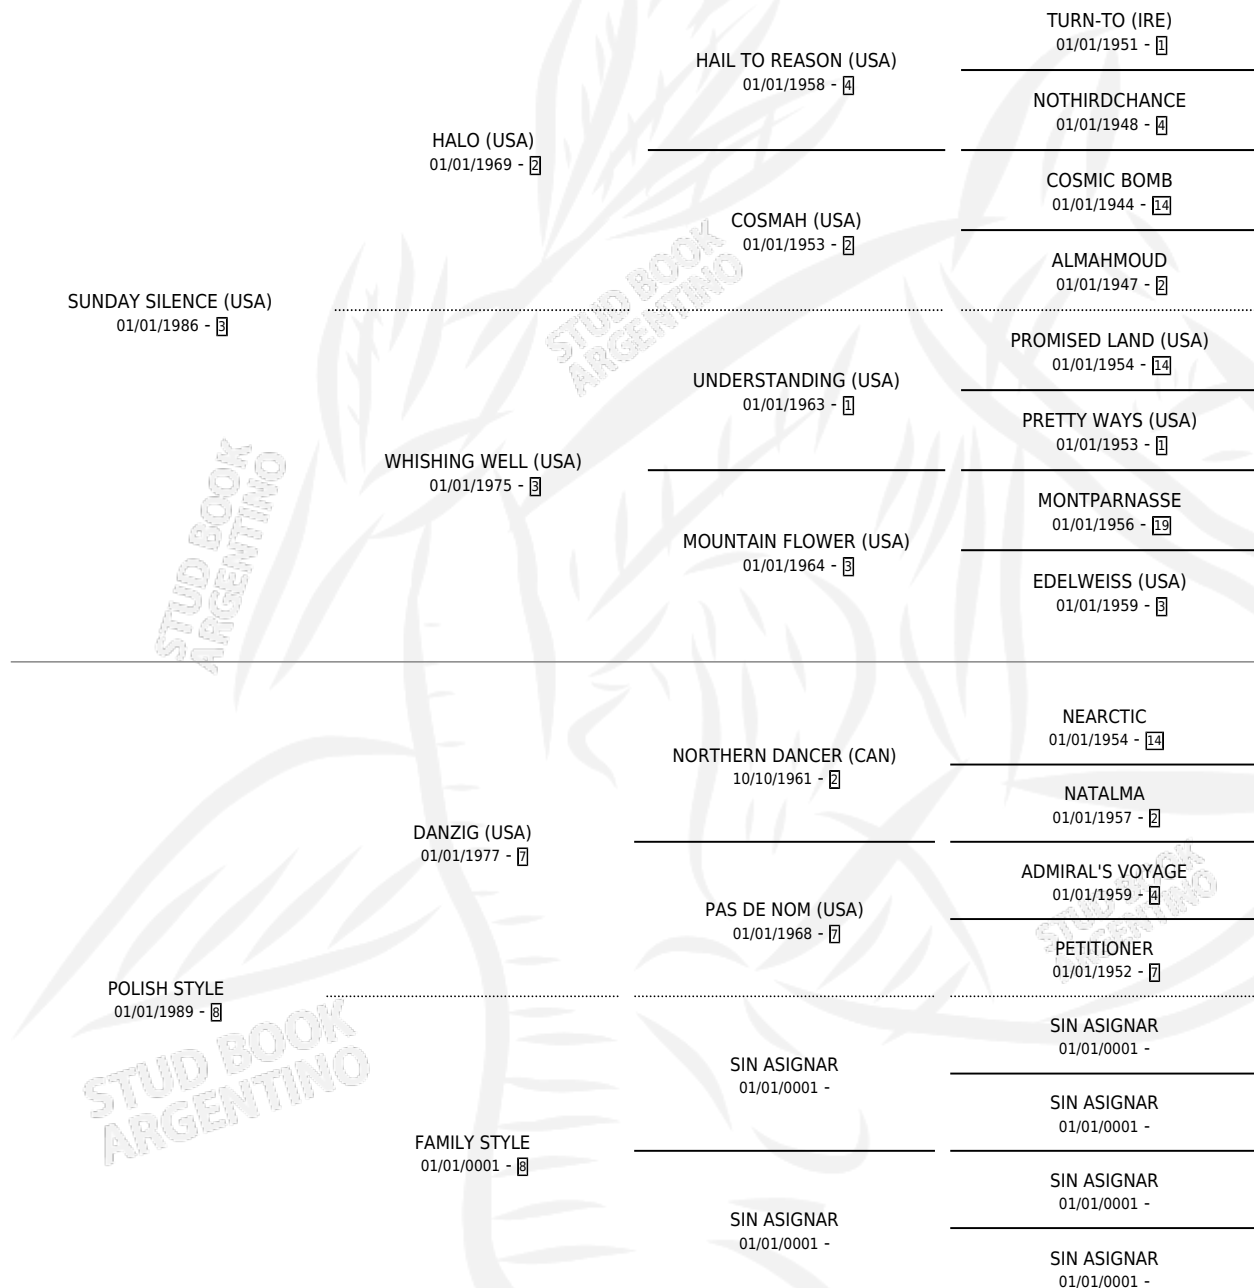 TURN-TO (IRE)
01/01/1951 - 1
HAIL TO REASON (USA)
01/01/1958 - 4
NOTHIRDCHANCE
01/01/1948 - 4
HALO (USA)
01/01/1969 - 2
COSMIC BOMB
01/01/1944 - 14
COSMAH (USA)
01/01/1953 - 2
ALMAHMOUD
01/01/1947 - 2
SUNDAY SILENCE (USA)
01/01/1986 - 3
PROMISED LAND (USA)
01/01/1954 - 14
UNDERSTANDING (USA)
01/01/1963 - 1
PRETTY WAYS (USA)
01/01/1953 - 1
WHISHING WELL (USA)
01/01/1975 - 3
MONTPARNASSE
01/01/1956 - 19
MOUNTAIN FLOWER (USA)
01/01/1964 - 3
EDELWEISS (USA)
01/01/1959 - 3
NEARCTIC
01/01/1954 - 14
NORTHERN DANCER (CAN)
10/10/1961 - 2
NATALMA
01/01/1957 - 2
DANZIG (USA)
01/01/1977 - 7
ADMIRAL'S VOYAGE
01/01/1959 - 4
PAS DE NOM (USA)
01/01/1968 - 7
PETITIONER
01/01/1952 - 7
POLISH STYLE
01/01/1989 - 8
SIN ASIGNAR
01/01/0001 -
SIN ASIGNAR
01/01/0001 -
SIN ASIGNAR
01/01/0001 -
FAMILY STYLE
01/01/0001 - 8
SIN ASIGNAR
01/01/0001 -
SIN ASIGNAR
01/01/0001 -
SIN ASIGNAR
01/01/0001 -
STUD BOOK
ARGENTINO
STUD BOOK
ARGENTINO
STUD BOOK
ARGENTINO
STUD BOOK
ARGENTINO